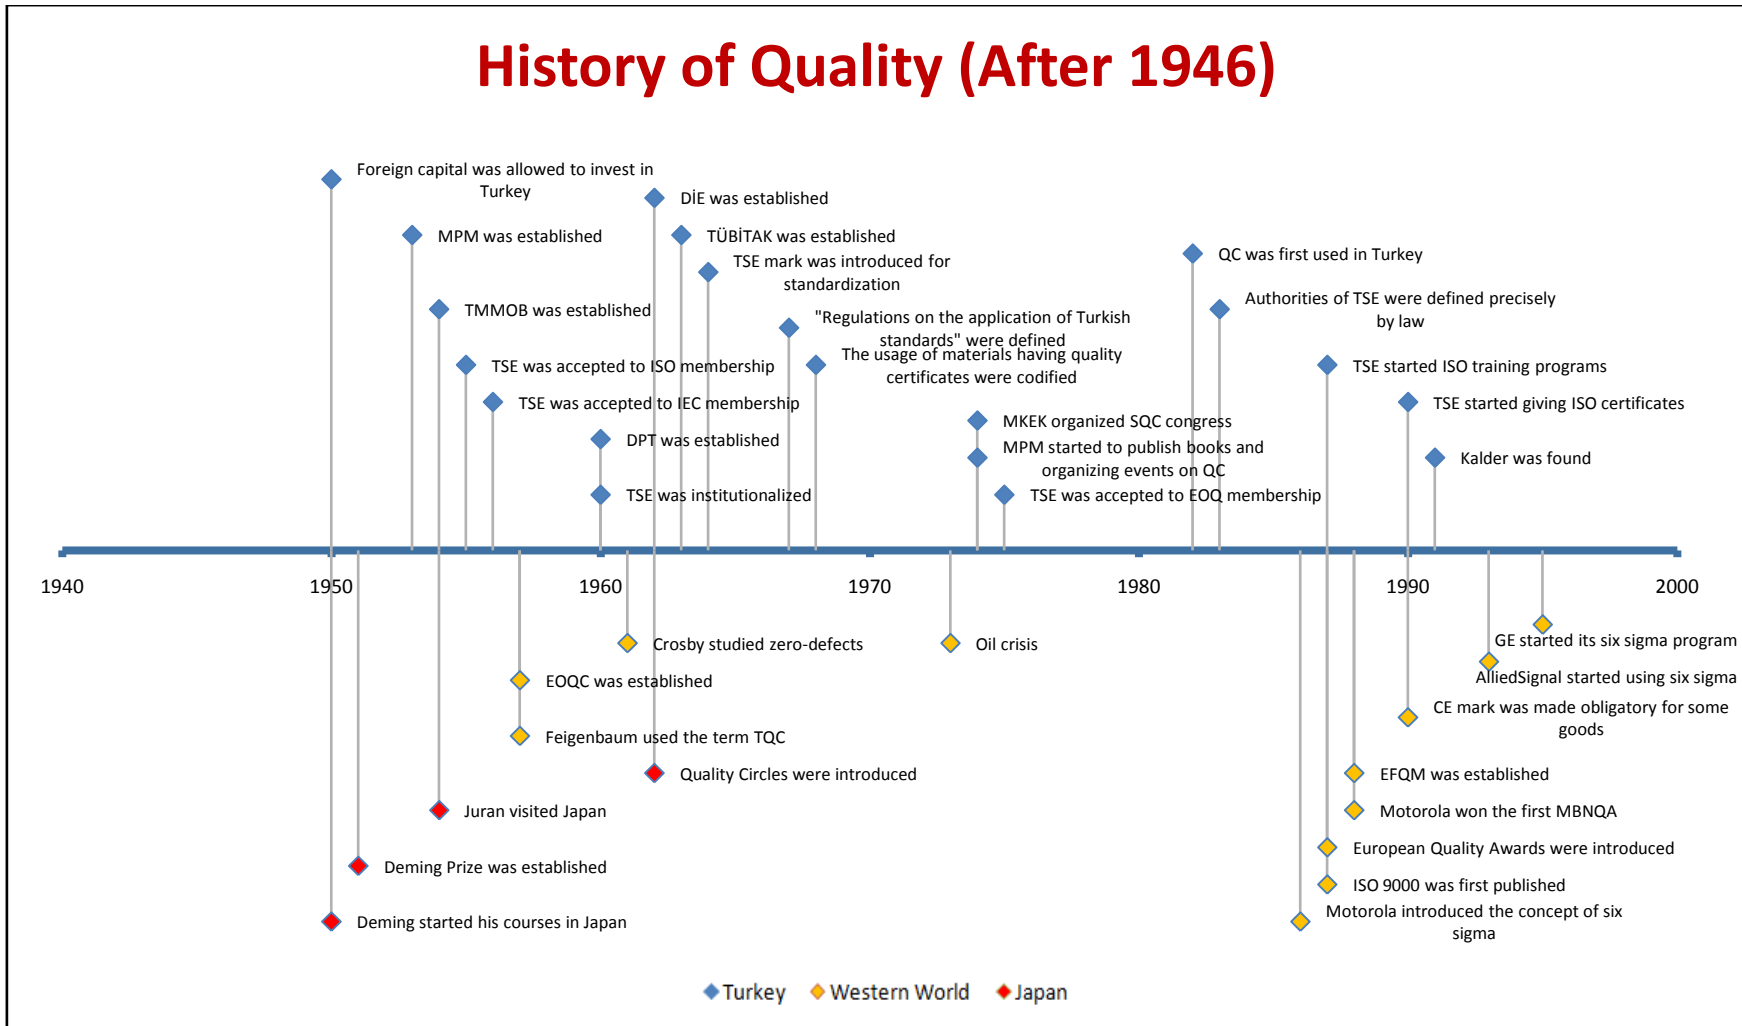 History of Quality (After 1946)
Foreign capital was allowed to invest in
Turkey
DİE was established
MPM was established
TÜBİTAK was established
QC was first used in Turkey
TSE mark was introduced for
standardization
Authorities of TSE were defined precisely
by law
TMMOB was established
"Regulations on the application of Turkish
standards" were defined
The usage of materials having quality
certificates were codified
TSE was accepted to ISO membership
TSE started ISO training programs
TSE was accepted to IEC membership
TSE started giving ISO certificates
MKEK organized SQC congress
DPT was established
MPM started to publish books and
organizing events on QC
Kalder was found
TSE was institutionalized
TSE was accepted to EOQ membership
1940
1950
1960
1970
1980
1990
2000
Crosby studied zero-defects
Oil crisis
GE started its six sigma program
EOQC was established
AlliedSignal started using six sigma
CE mark was made obligatory for some
goods
Feigenbaum used the term TQC
Quality Circles were introduced
EFQM was established
Juran visited Japan
Motorola won the first MBNQA
European Quality Awards were introduced
Deming Prize was established
ISO 9000 was first published
Deming started his courses in Japan
Motorola introduced the concept of six
sigma
Turkey
Western World
Japan